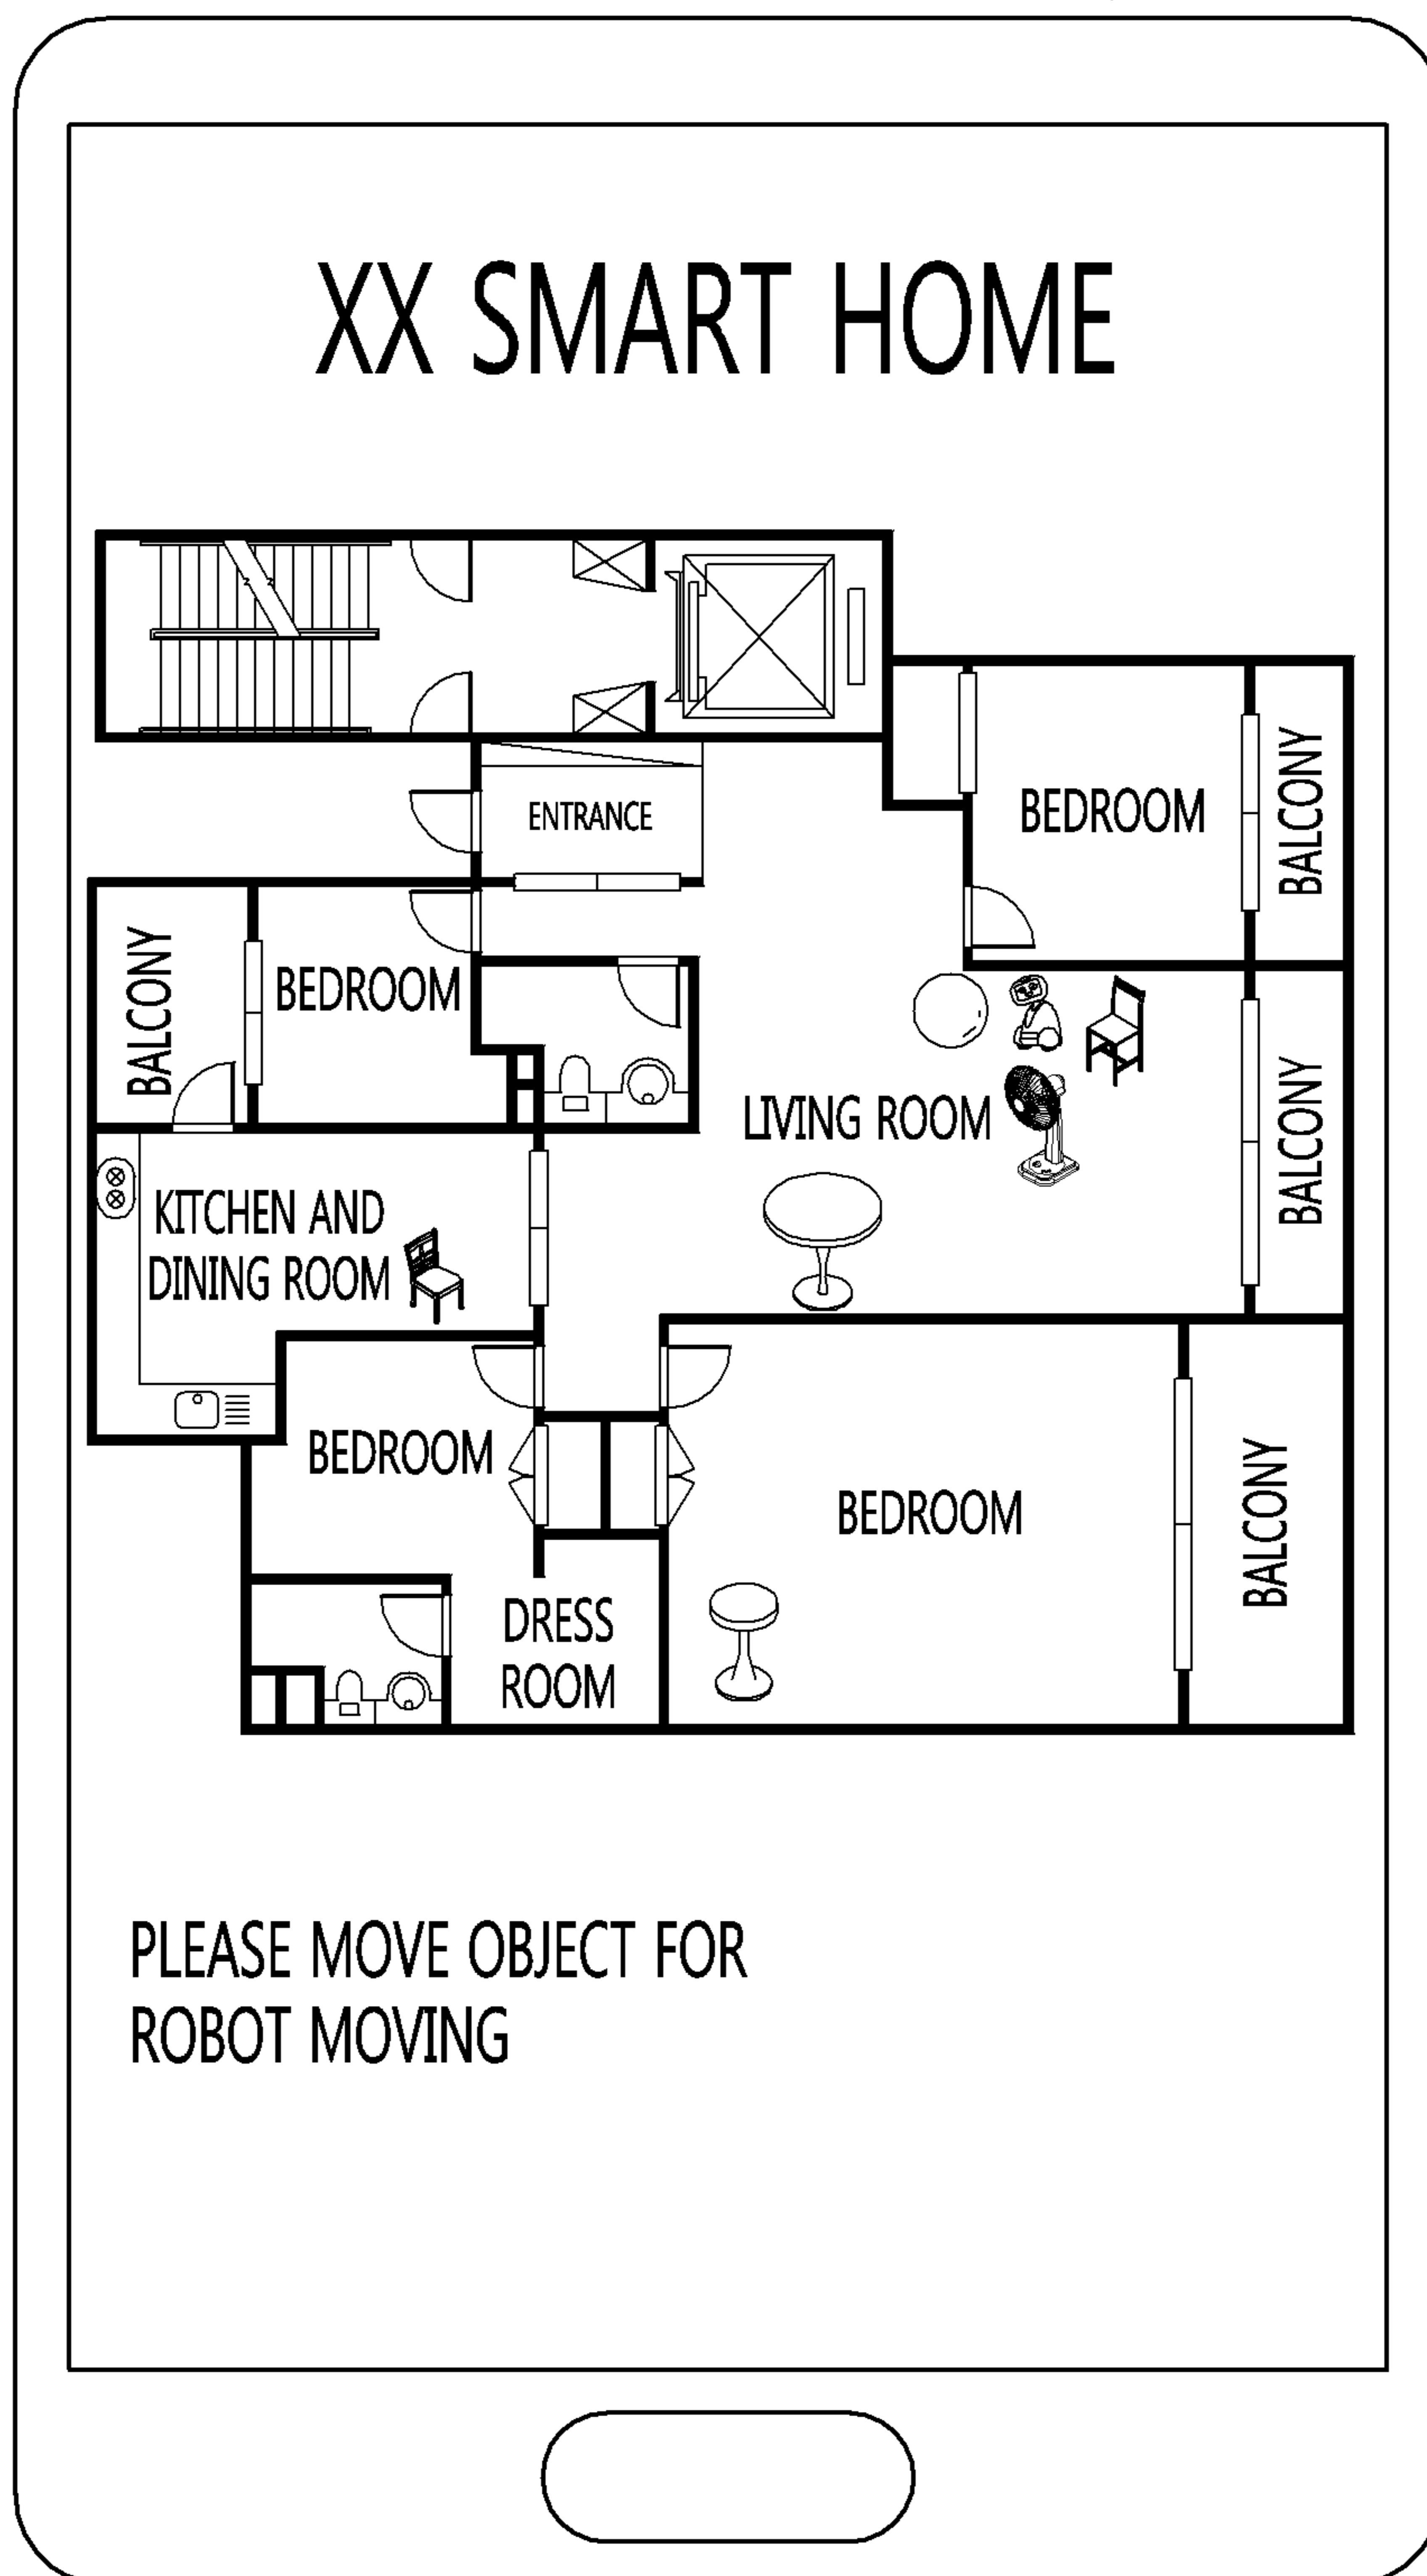 XX SMART HOME
ENTRANCE
BEDROOM
BALCONY
BALCONY
BEDROOM
LIVING ROOM
BALCONY
KITCHEN AND
DINING ROOM
BEDROOM
BEDROOM
BALCONY
DRESS
ROOM
PLEASE MOVE OBJECT FOR
ROBOT MOVING